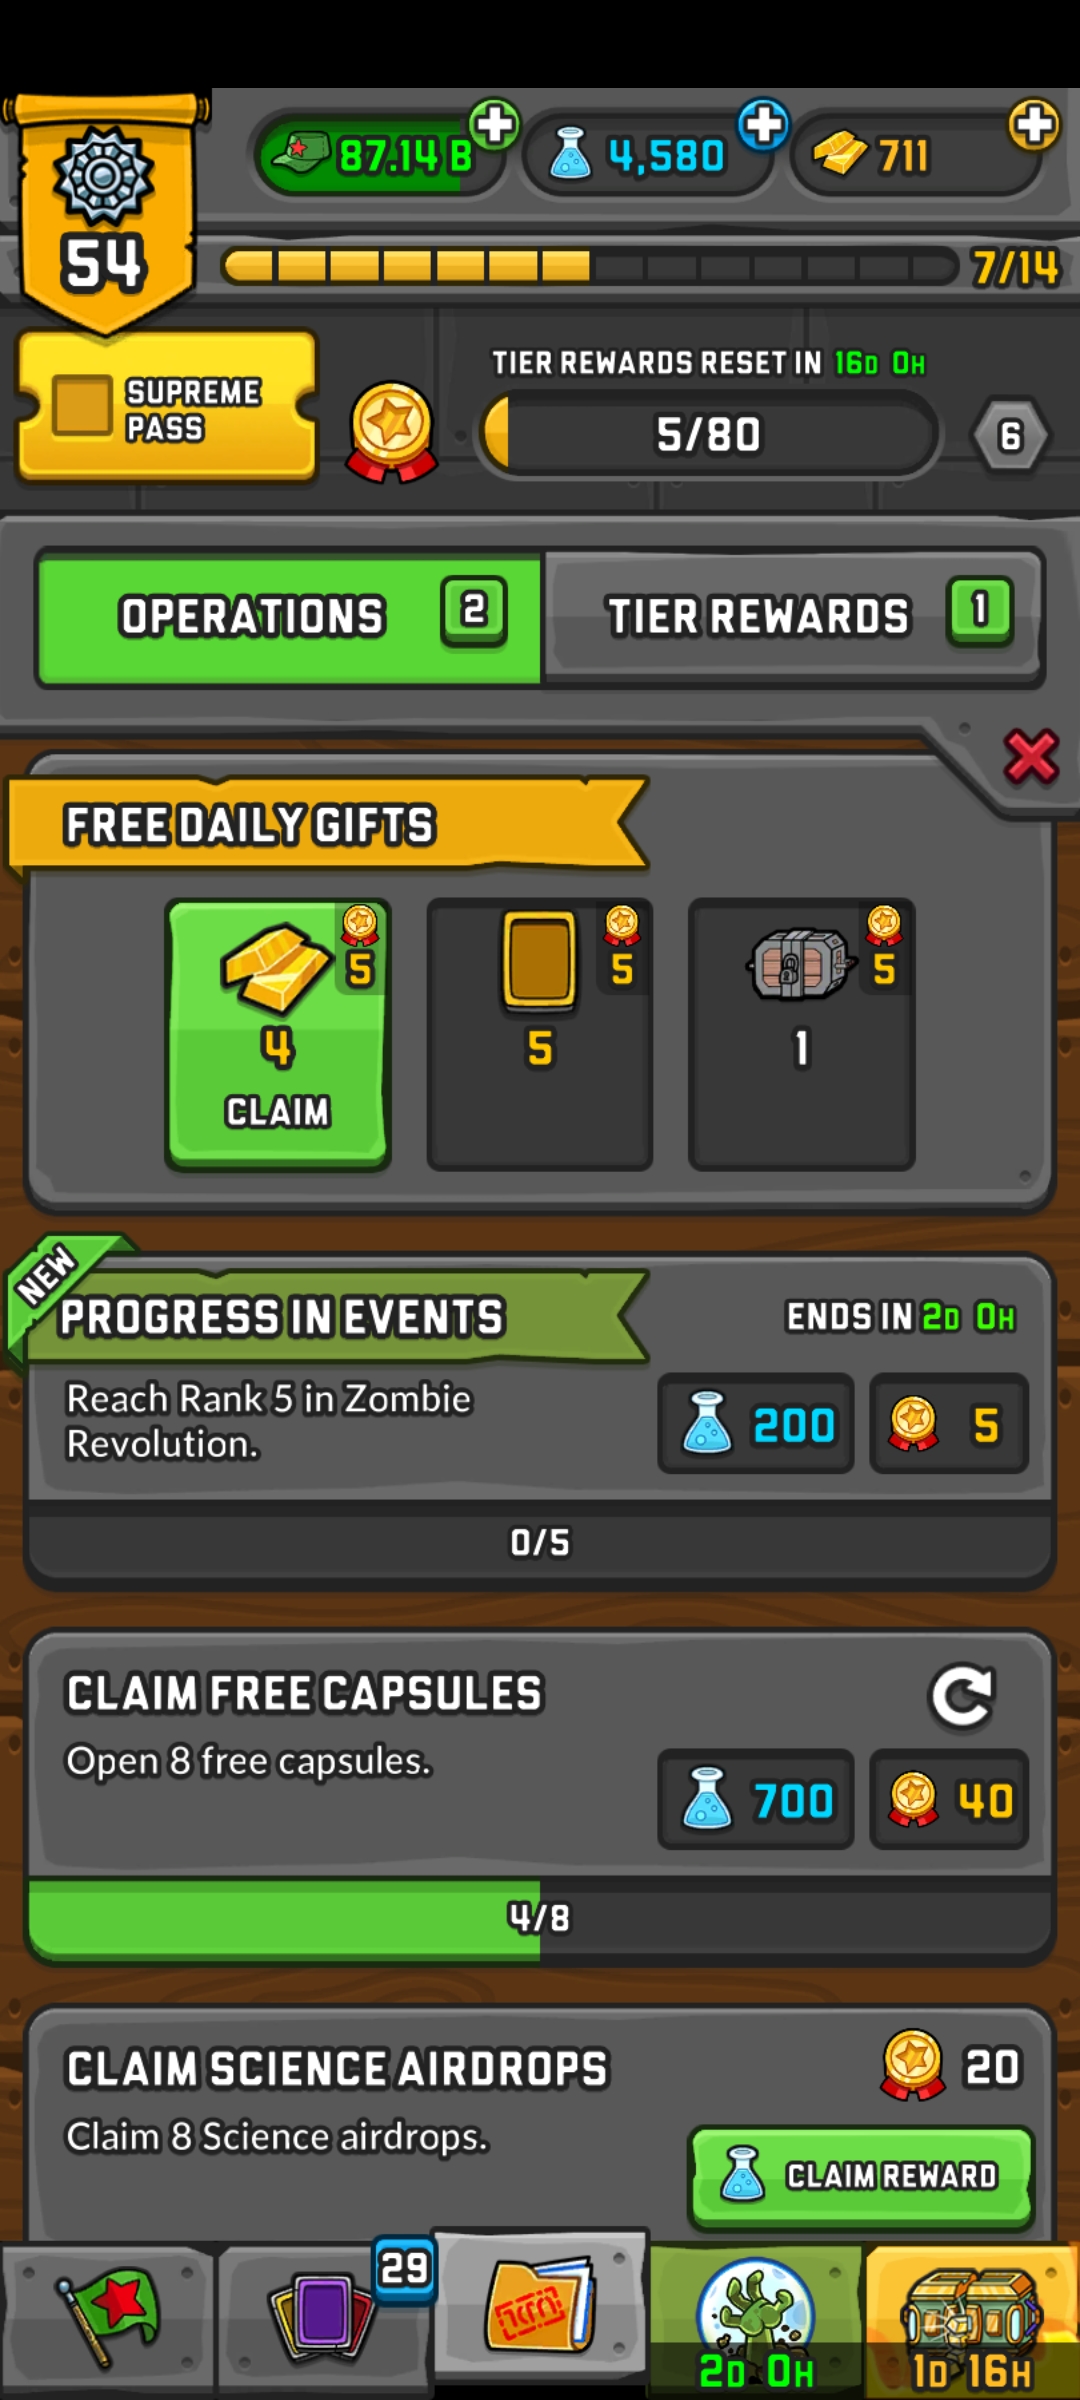 87.14 B
4,580
711
54
7/14
SUPREME
PASS
TIER REWARDS RESET IN 16D 0H
5/80
6
OPERATIONS
2
TIER REWARDS
1
FREE DAILY GIFTS
5
5
5
4
5
1
CLAIM
NEW
PROGRESS IN EVENTS
ENDS IN 2D 0H
Reach Rank 5 in Zombie
Revolution.
200
5
0/5
CLAIM FREE CAPSULES
Open 8 free capsules.
700
40
4/8
CLAIM SCIENCE AIRDROPS
20
Claim 8 Science airdrops.
CLAIM REWARD
29
2D 0H
1D 16H